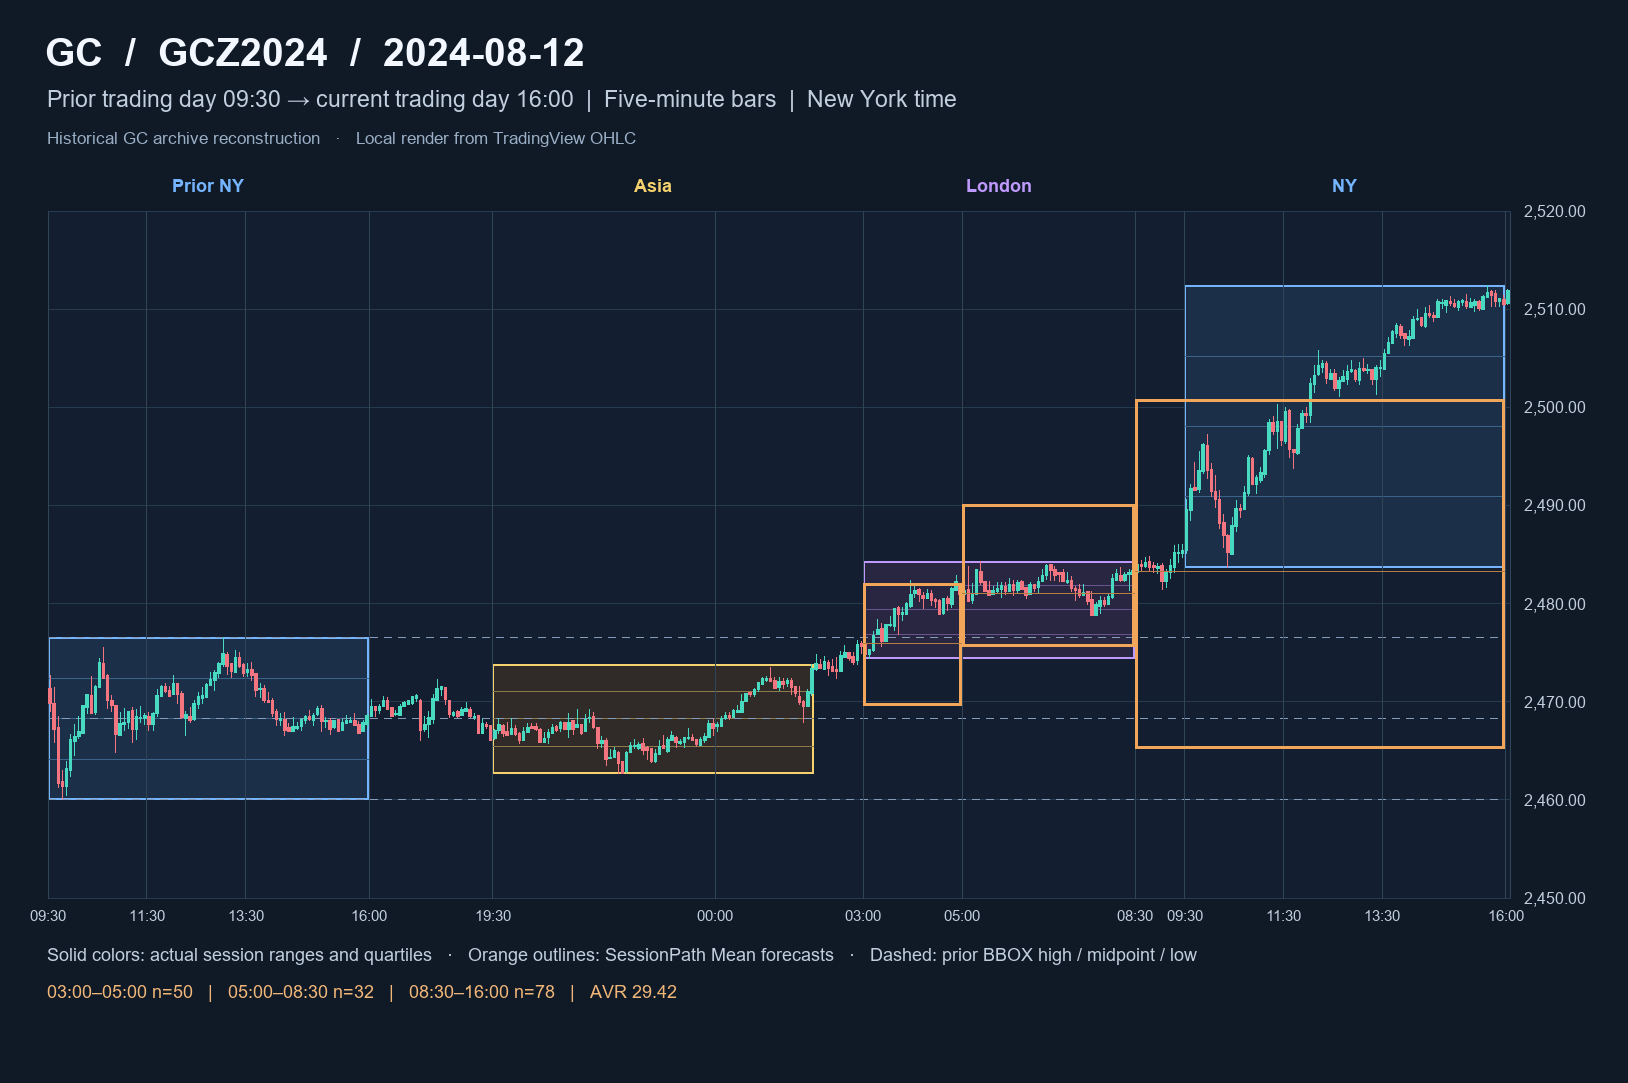 GC / GCZ2024 / 2024-08-12
Prior trading day 09:30 → current trading day 16:00 | Five-minute bars | New York time
Historical GC archive reconstruction · Local render from TradingView OHLC
Prior NY Asia London NY
2,520.00
2,510.00
2,500.00
2,490.00
2,480.00
2,470.00
2,460.00
2,450.00
09:30 11:30 13:30 16:00 19:30 00:00 03:00 05:00 08:30 09:30 11:30 13:30 16:00
Solid colors: actual session ranges and quartiles · Orange outlines: SessionPath Mean forecasts · Dashed: prior BBOX high / midpoint / low
03:00–05:00 n=50 | 05:00–08:30 n=32 | 08:30–16:00 n=78 | AVR 29.42